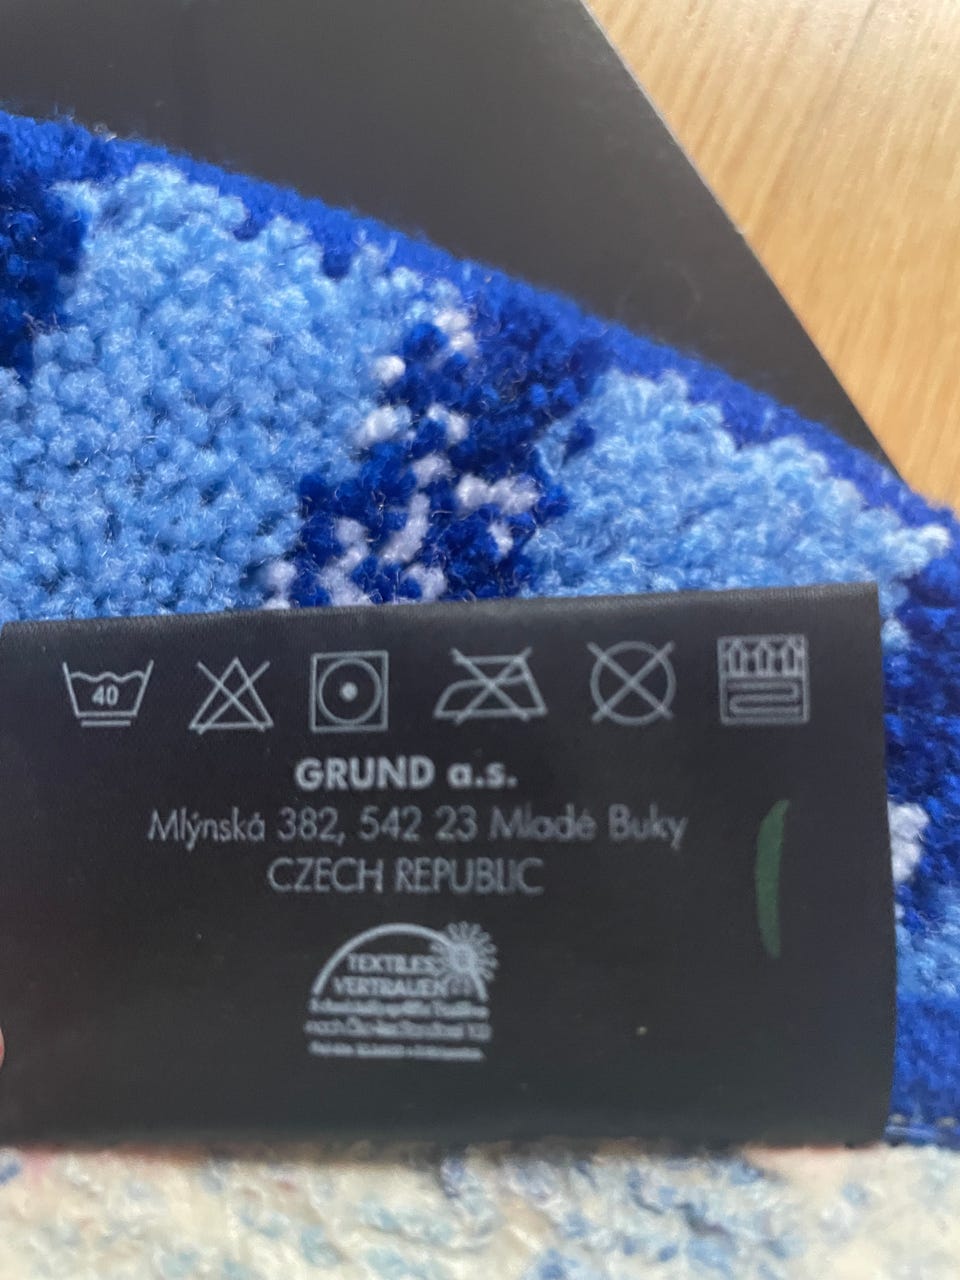 40
GRUND a.s.
Mlýnská 382, 542 23 Mladé Buky
CZECH REPUBLIC
TEXTILES
VERTRAUEN